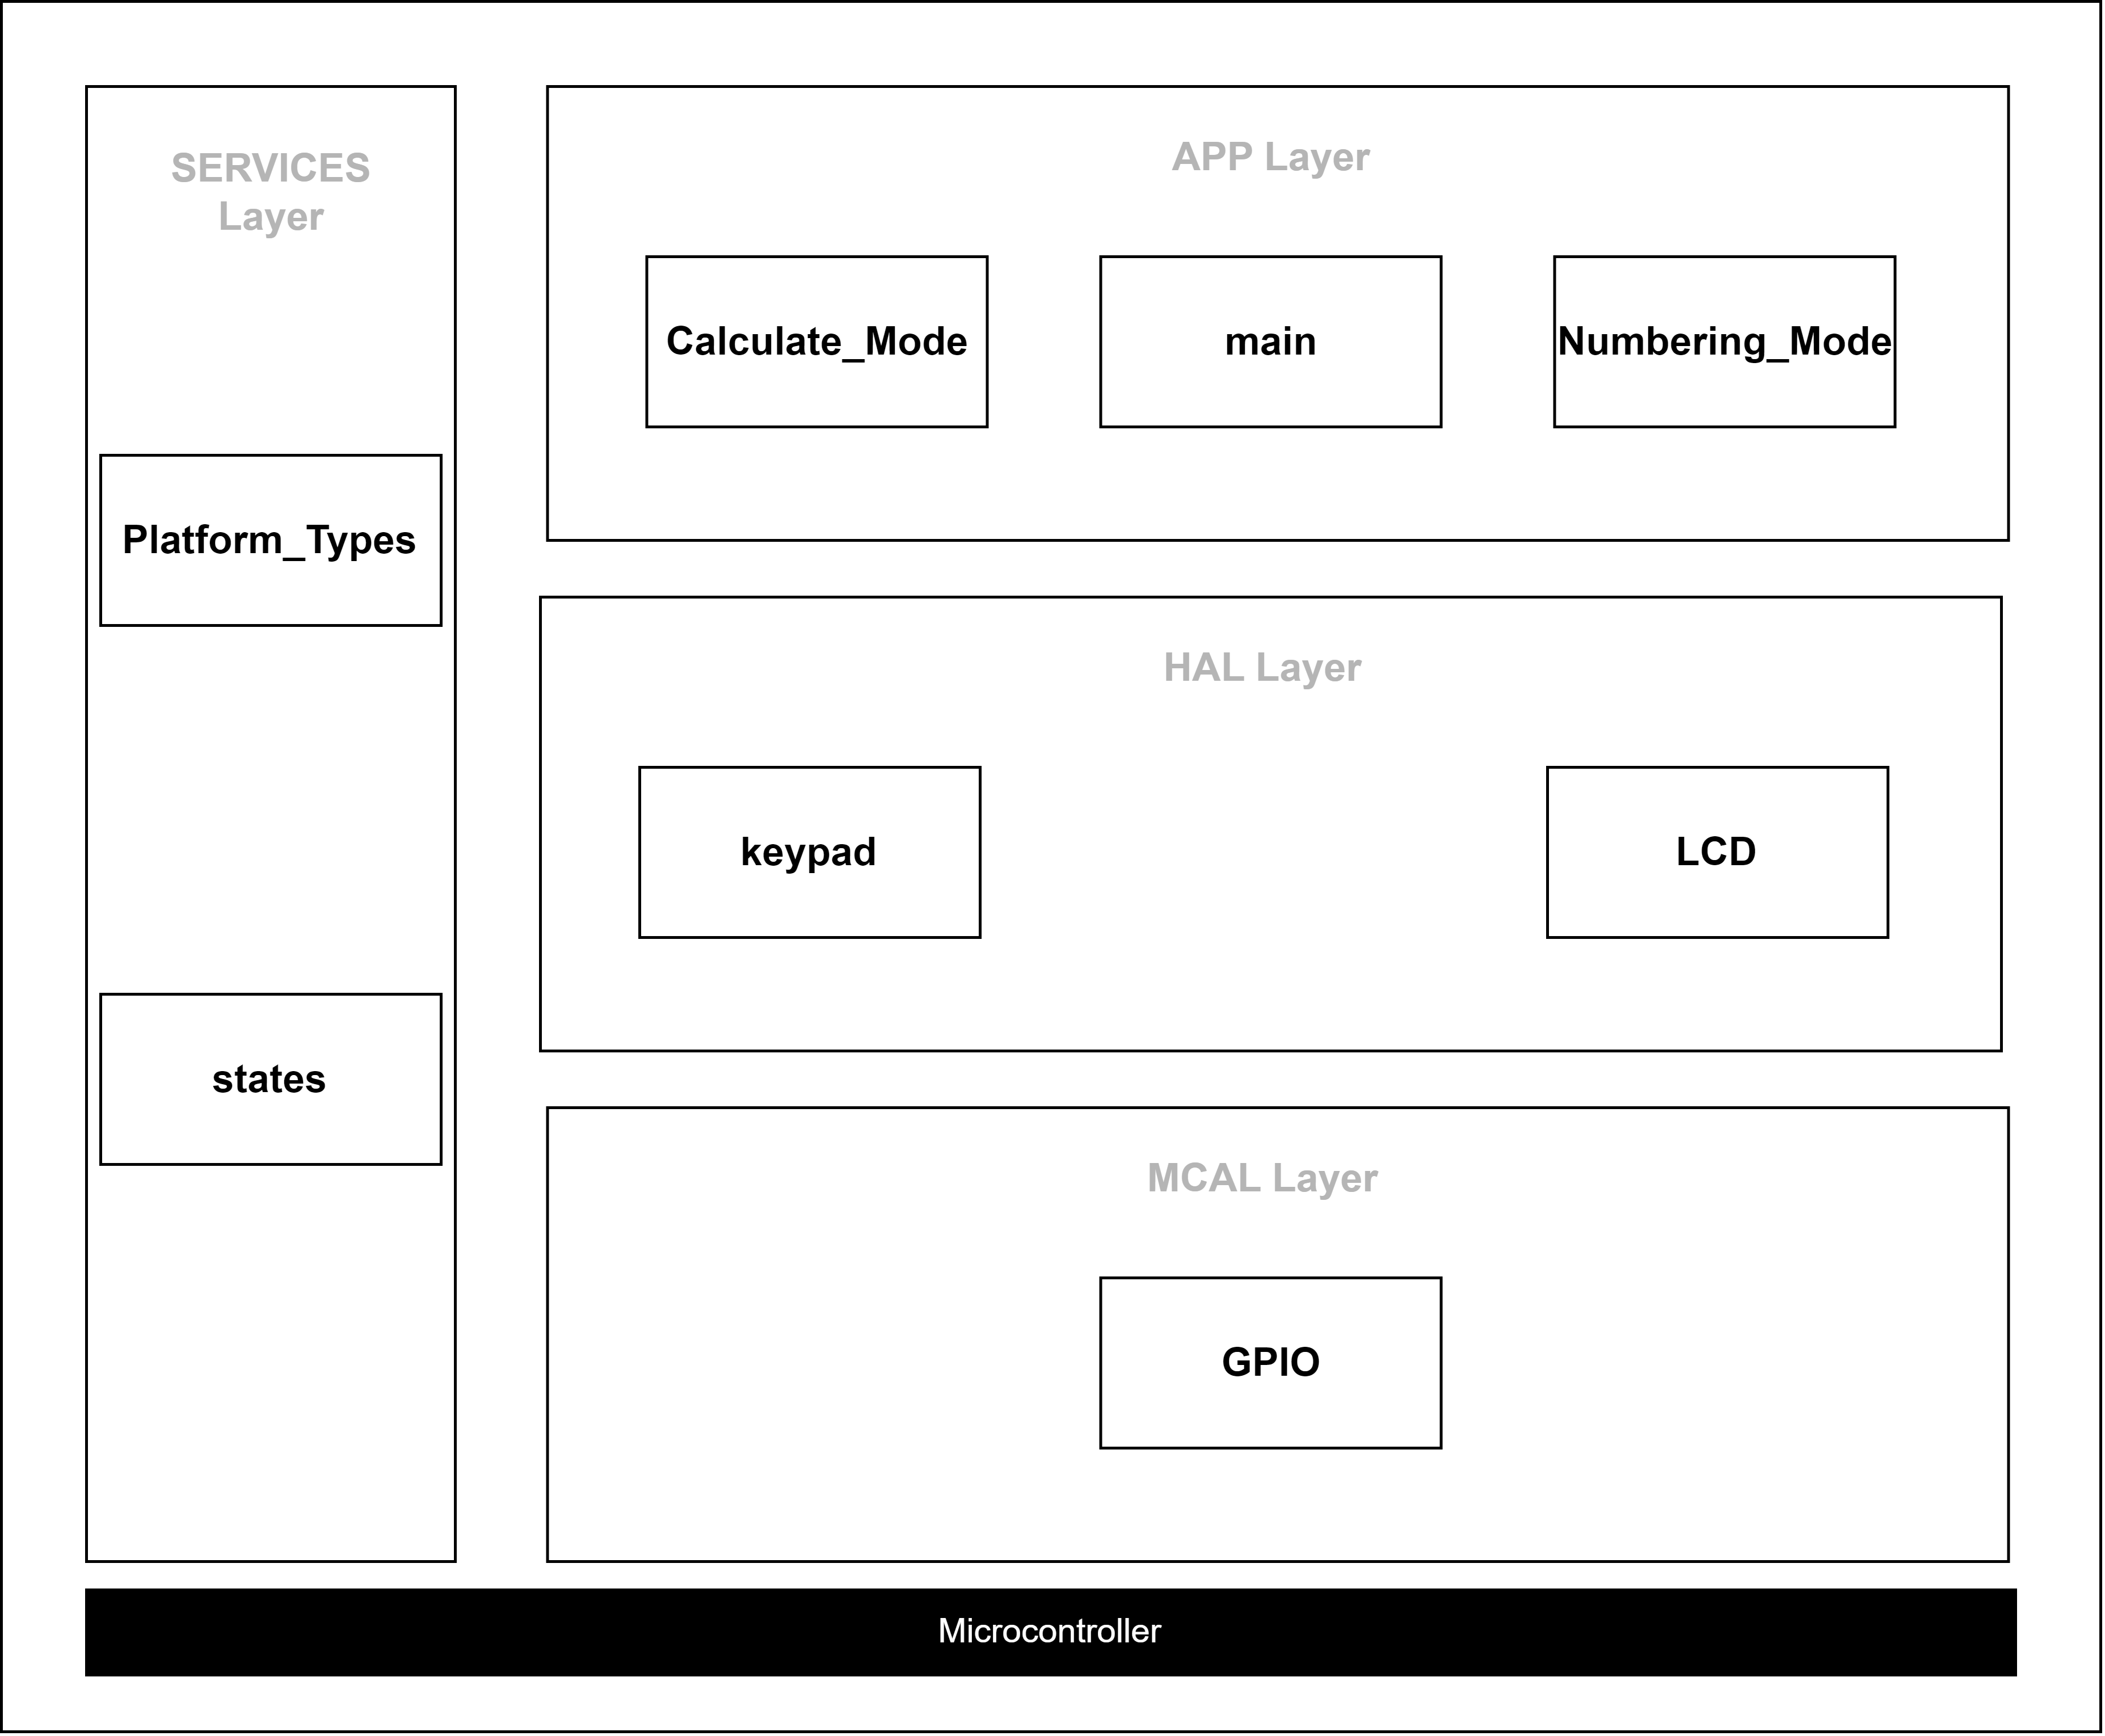 SERVICES
Layer
Platform_Types
states
APP Layer
Calculate_Mode
main
Numbering_Mode
HAL Layer
keypad
LCD
MCAL Layer
GPIO
Microcontroller